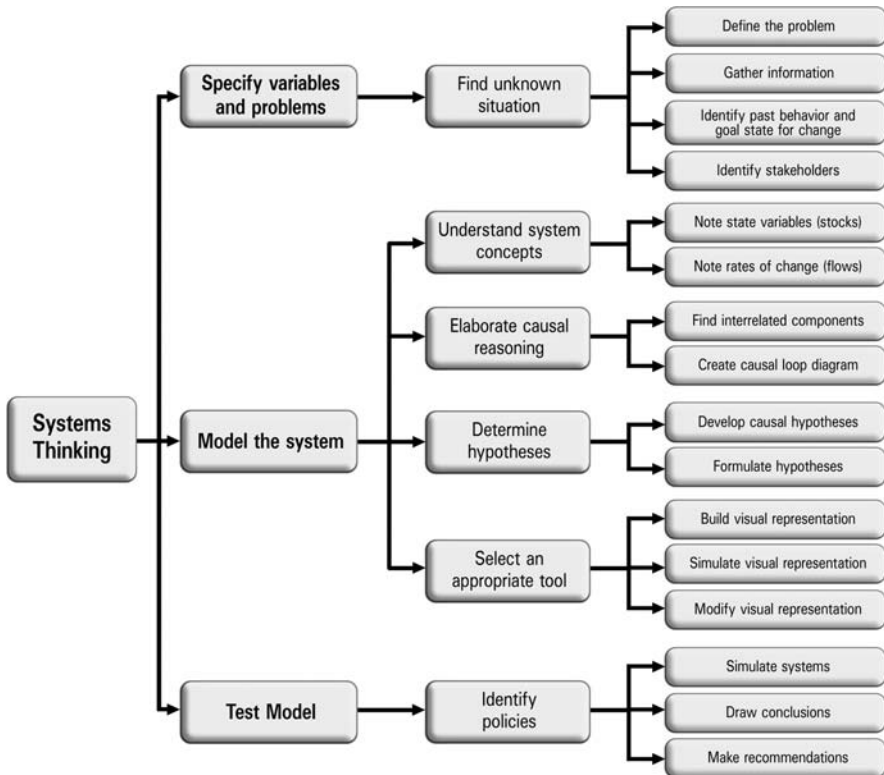 Systems
Thinking
Specify variables
and problems
Find unknown
situation
Define the problem
Gather information
Identify past behavior and
goal state for change
Identify stakeholders
Model the system
Understand system
concepts
Note state variables (stocks)
Note rates of change (flows)
Elaborate causal
reasoning
Find interrelated components
Create causal loop diagram
Determine
hypotheses
Develop causal hypotheses
Formulate hypotheses
Select an
appropriate tool
Build visual representation
Simulate visual representation
Modify visual representation
Test Model
Identify
policies
Simulate systems
Draw conclusions
Make recommendations